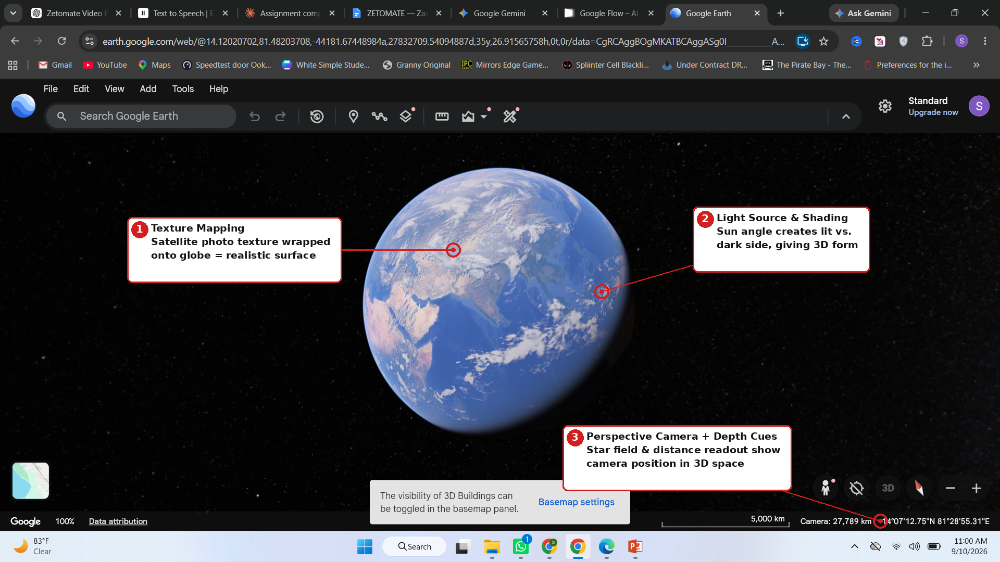 Zetomate Video
Text to Speech |
Assignment comp
ZETOMATE — Za
Google Gemini
Google Flow – AI
Google Earth
Ask Gemini
earth.google.com/web/@14.12020702,81.48203708,-44181.67448984a,27832709.54094887d,35y,26.91565758h,0t,0r/data=CgRCAggBOgMKATBCAggASg0I___________A...
S
Gmail
YouTube
Maps
Speedtest door Ook...
White Simple Stude...
Granny Original
Mirrors Edge Game...
Spliinter Cell Blackli...
Under Contract DR...
The Pirate Bay - The...
Preferences for the i...
File Edit View Add Tools Help
Search Google Earth
Standard
Upgrade now
S
1 Texture Mapping
Satellite photo texture wrapped
onto globe = realistic surface
2 Light Source & Shading
Sun angle creates lit vs.
dark side, giving 3D form
3 Perspective Camera + Depth Cues
Star field & distance readout show
camera position in 3D space
The visibility of 3D Buildings can
be toggled in the basemap panel.
Basemap settings
3D
Google 100% Data attribution
5,000 km
Camera: 27,789 km 14°07'12.75"N 81°28'55.31"E
83°F
Clear
Search
1
11:00 AM
9/10/2026